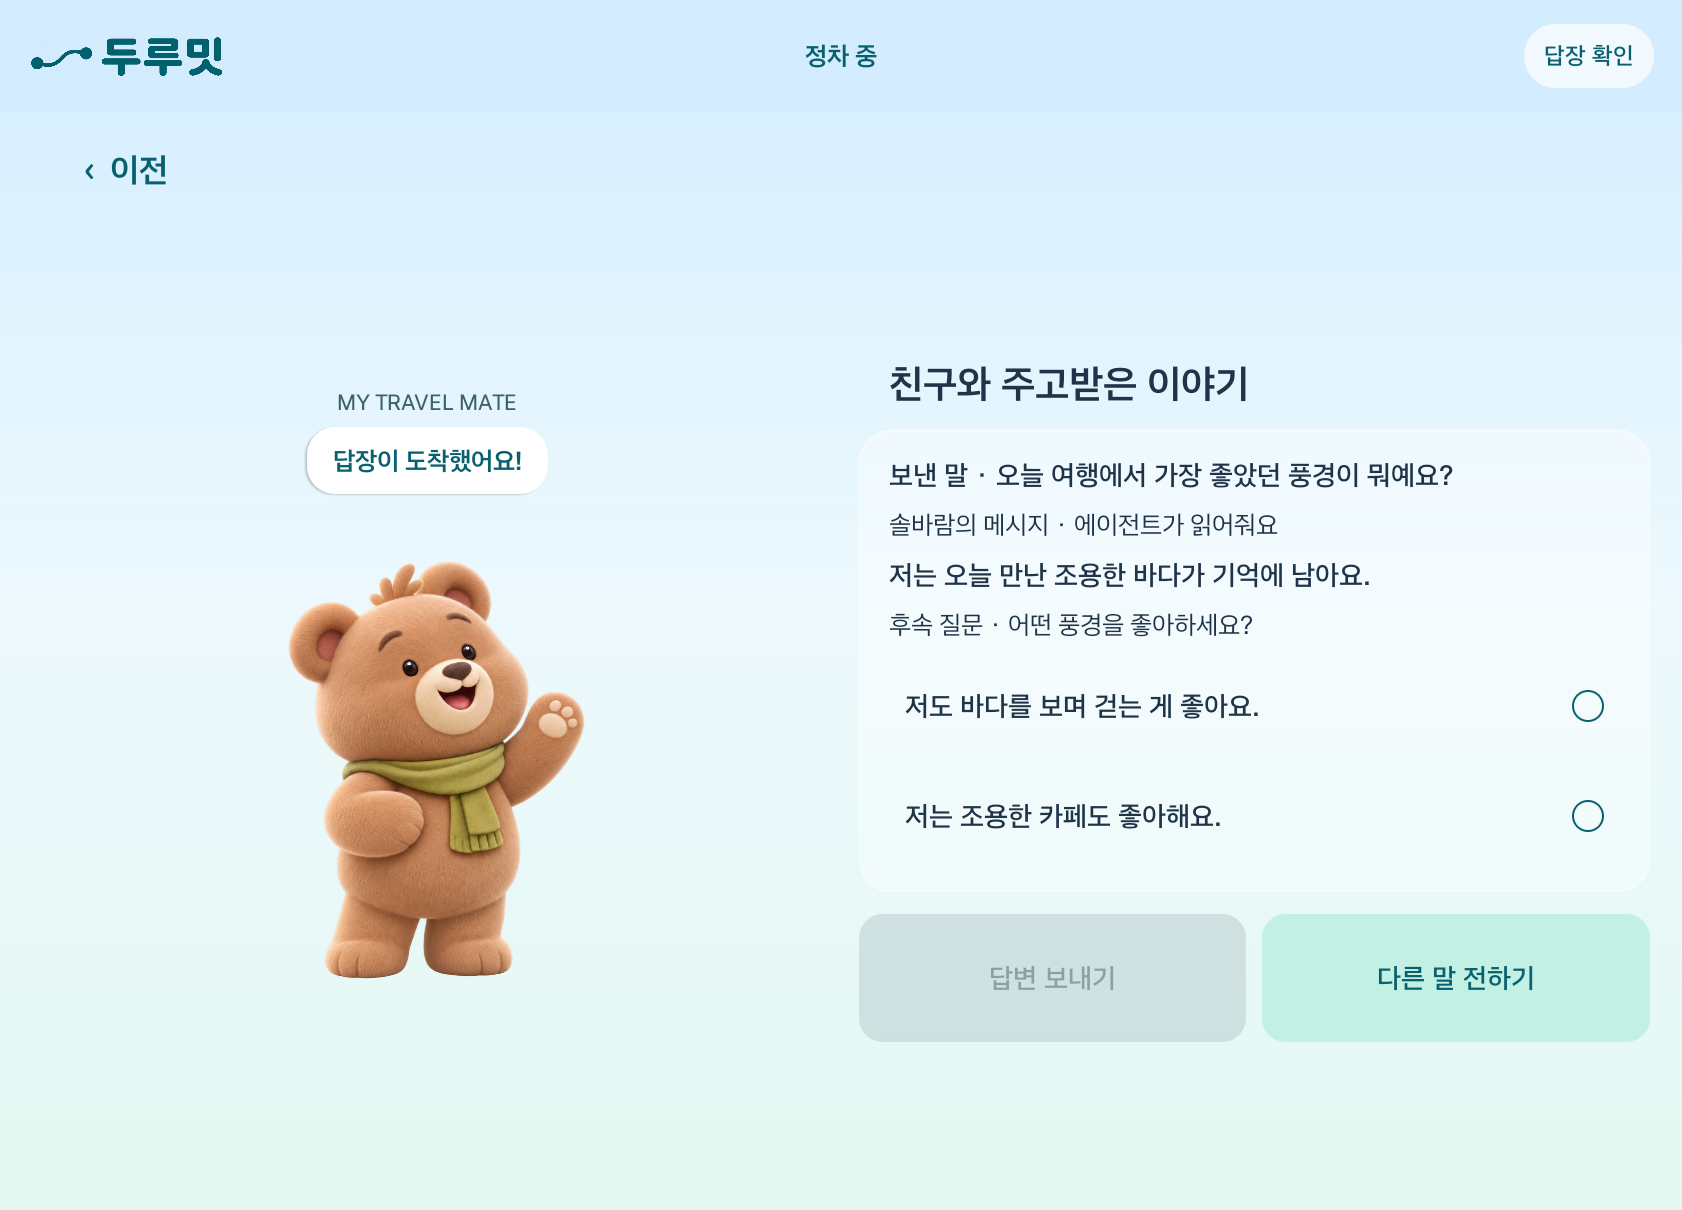 두루밋
정차 중
답장 확인
‹ 이전
MY TRAVEL MATE
답장이 도착했어요!
친구와 주고받은 이야기
보낸 말 · 오늘 여행에서 가장 좋았던 풍경이 뭐예요?
솔바람의 메시지 · 에이전트가 읽어줘요
저는 오늘 만난 조용한 바다가 기억에 남아요.
후속 질문 · 어떤 풍경을 좋아하세요?
저도 바다를 보며 걷는 게 좋아요.
저는 조용한 카페도 좋아해요.
답변 보내기
다른 말 전하기